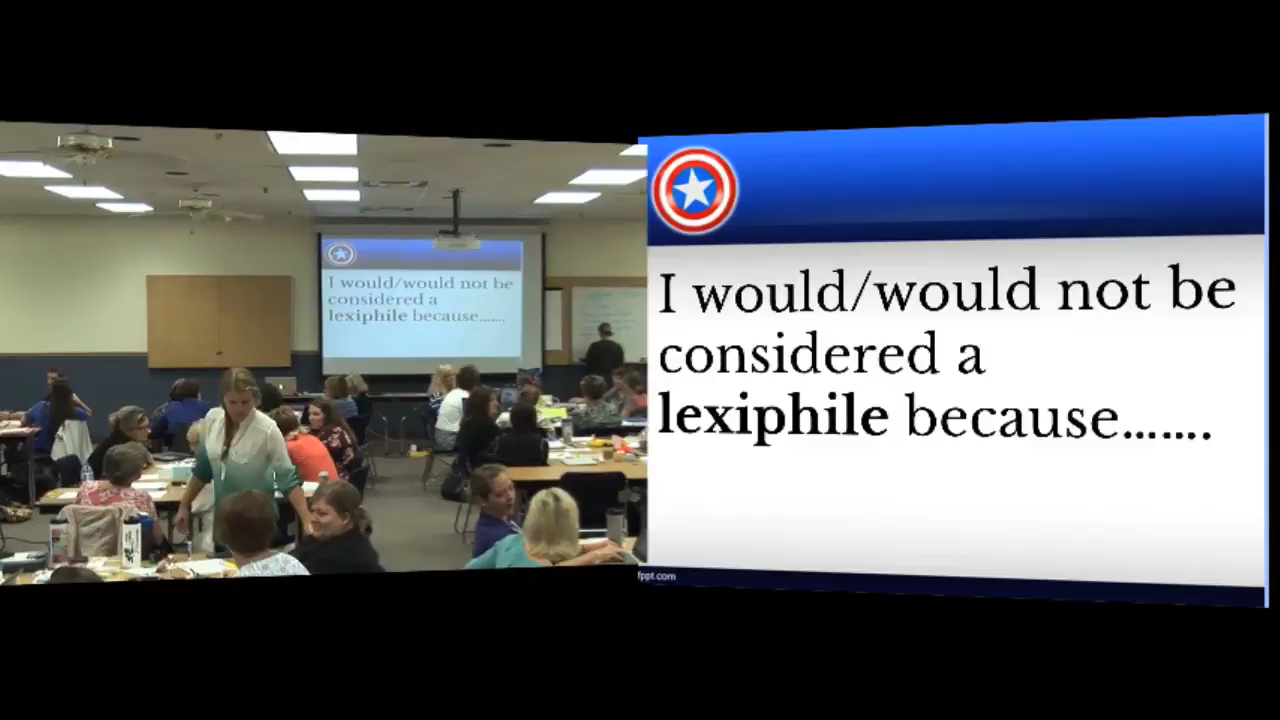 I would/would not be
considered a
lexiphile because.......
I would/would not be
considered a
lexiphile because.......
fppt.com